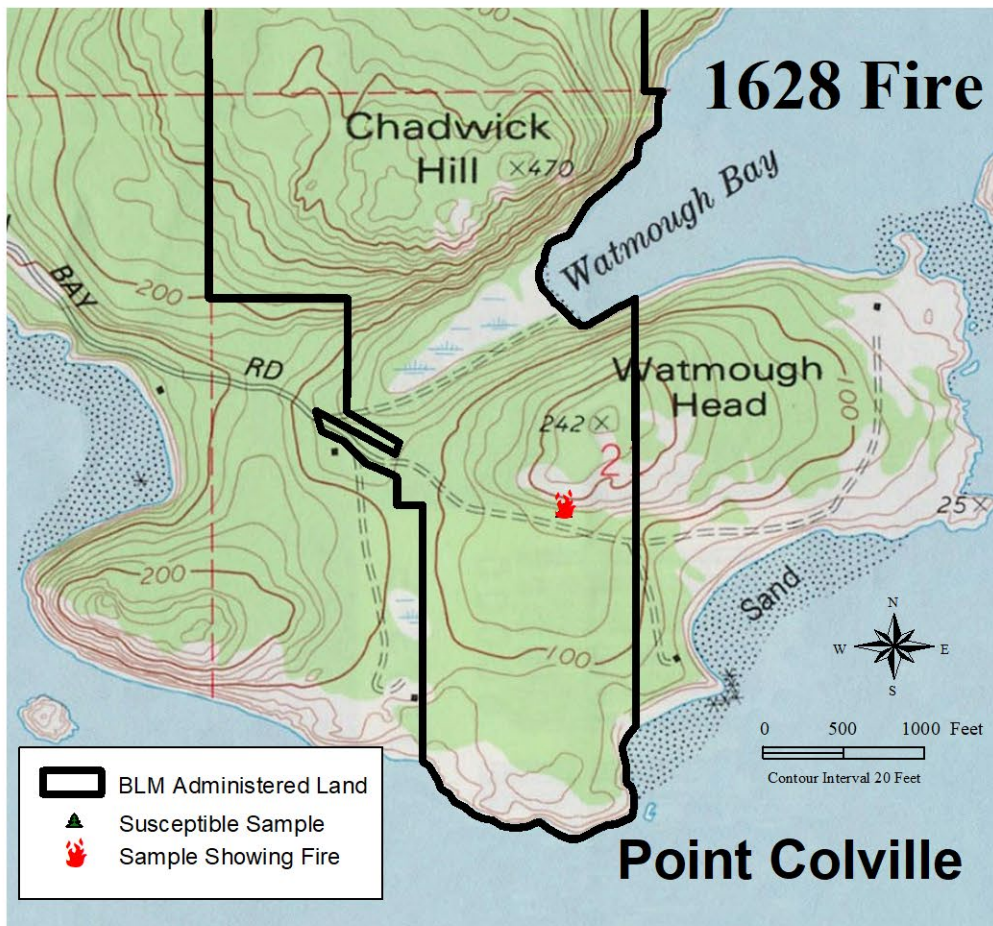 1628 Fire
Chadwick
Hill
×470
Watmough Bay
BAY
200
RD
Watmough
Head
100
242 ×
2
25×
200
Sand
100
N
W
E
S
0 500 1000 Feet
Contour Interval 20 Feet
BLM Administered Land
Susceptible Sample
Sample Showing Fire
Point Colville